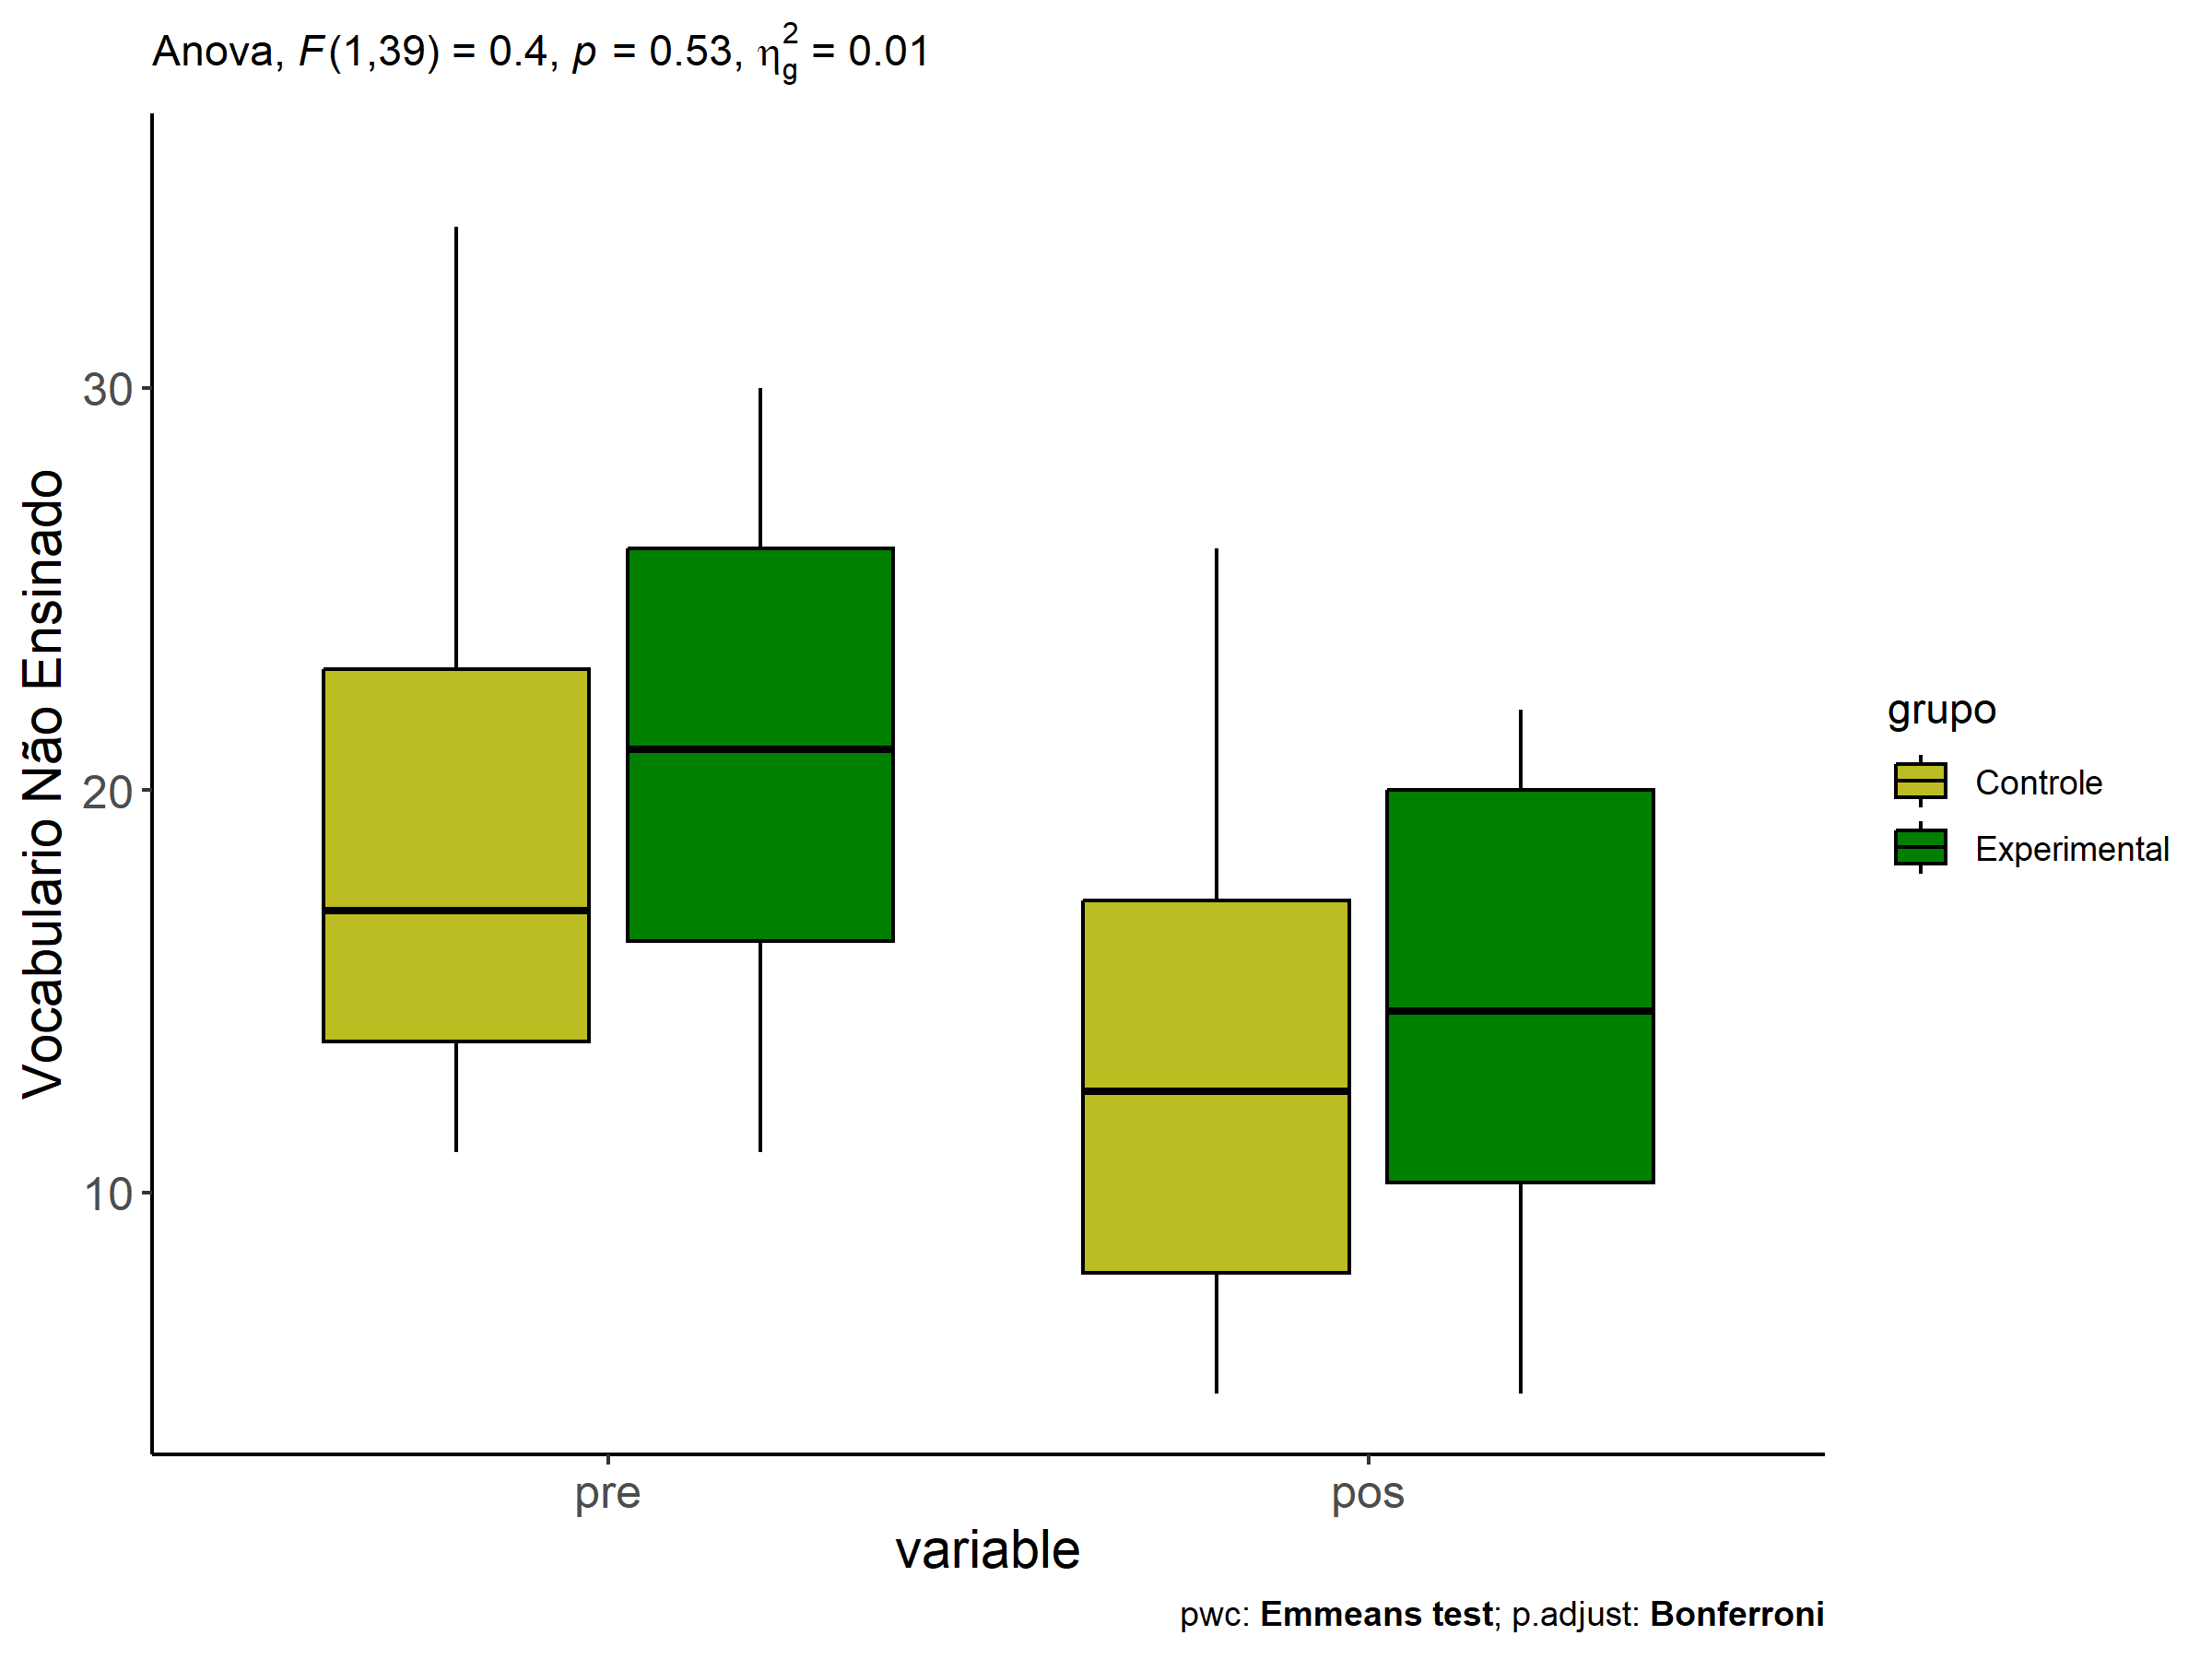 Anova, F(1,39) = 0.4, p = 0.53, η²g = 0.01
Vocabulario Não Ensinado
30
20
10
pre
pos
variable
grupo
Controle
Experimental
pwc: Emmeans test; p.adjust: Bonferroni